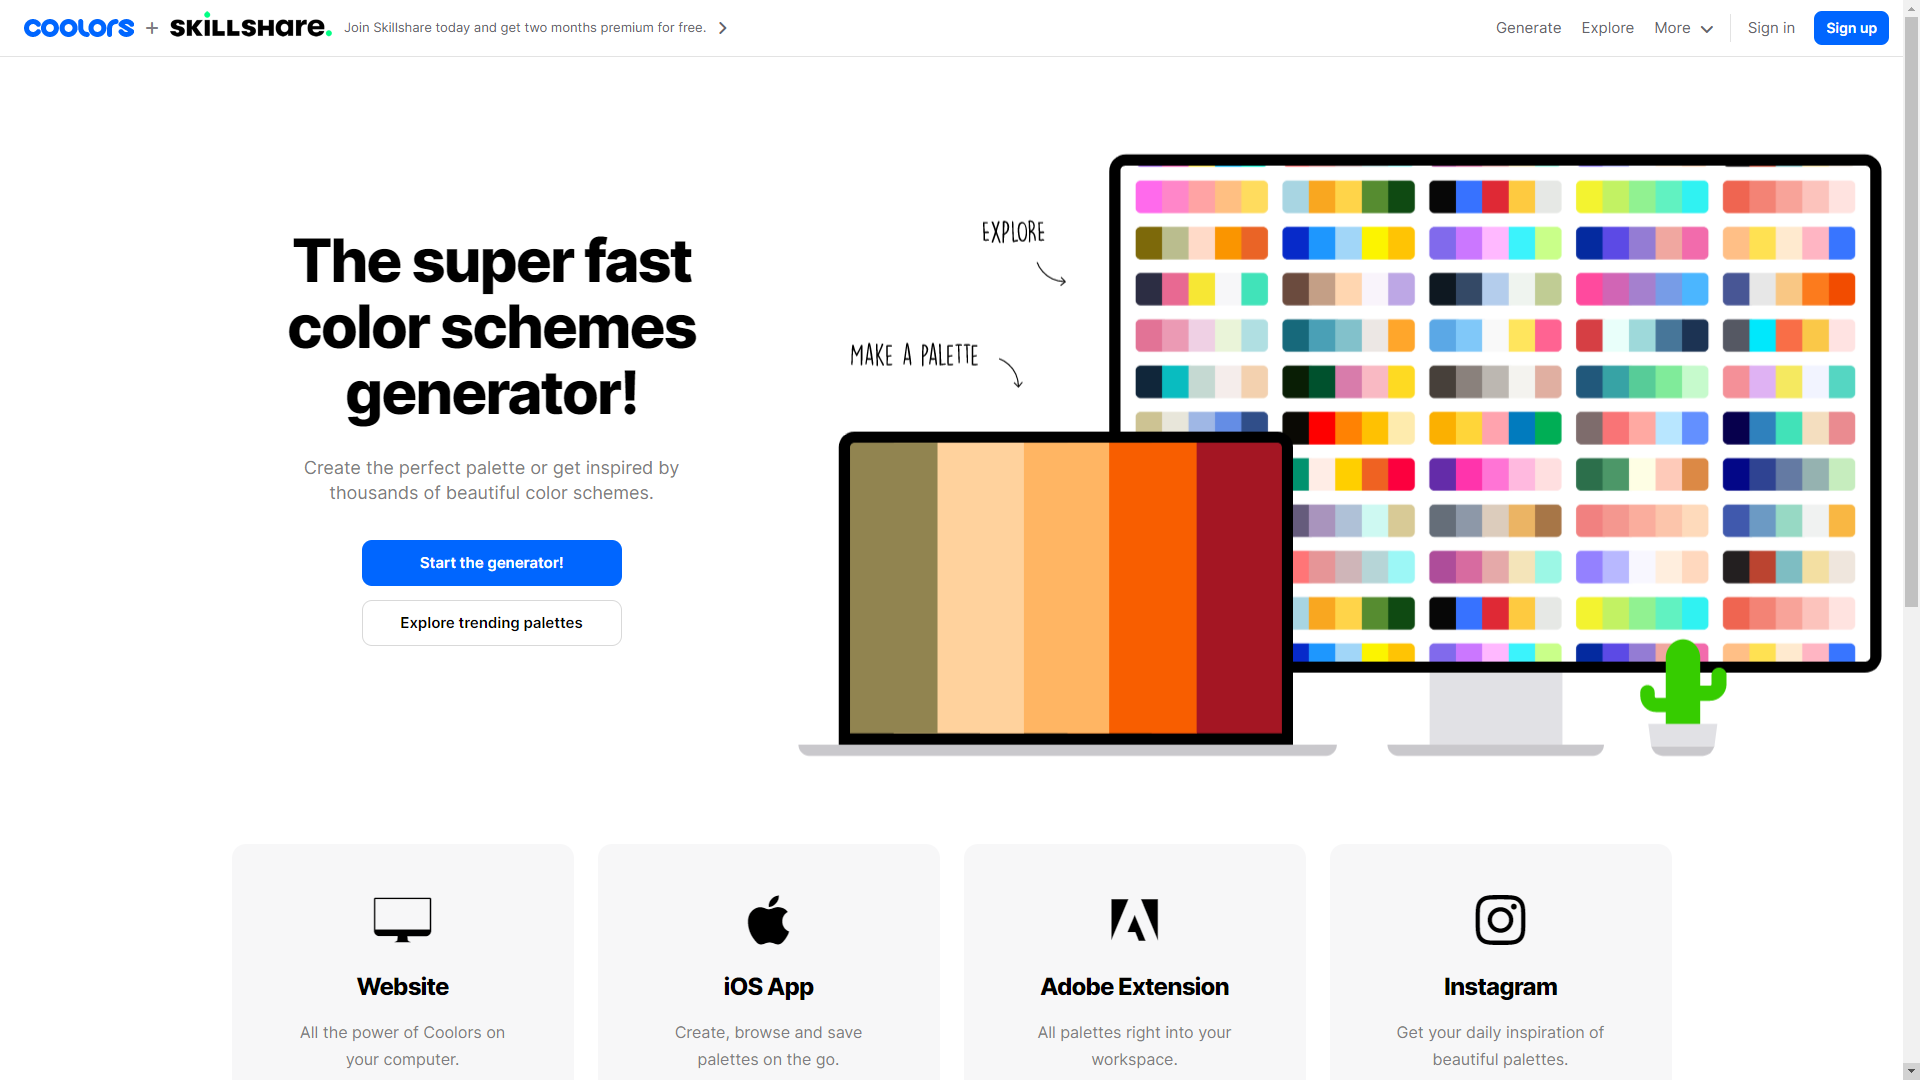 coolors + SKILLSHARE. Join Skillshare today and get two months premium for free.
Generate Explore More Sign in Sign up
EXPLORE
MAKE A PALETTE
The super fast
color schemes
generator!
Create the perfect palette or get inspired by
thousands of beautiful color schemes.
Start the generator!
Explore trending palettes
Website
All the power of Coolors on
your computer.
iOS App
Create, browse and save
palettes on the go.
Adobe Extension
All palettes right into your
workspace.
Instagram
Get your daily inspiration of
beautiful palettes.